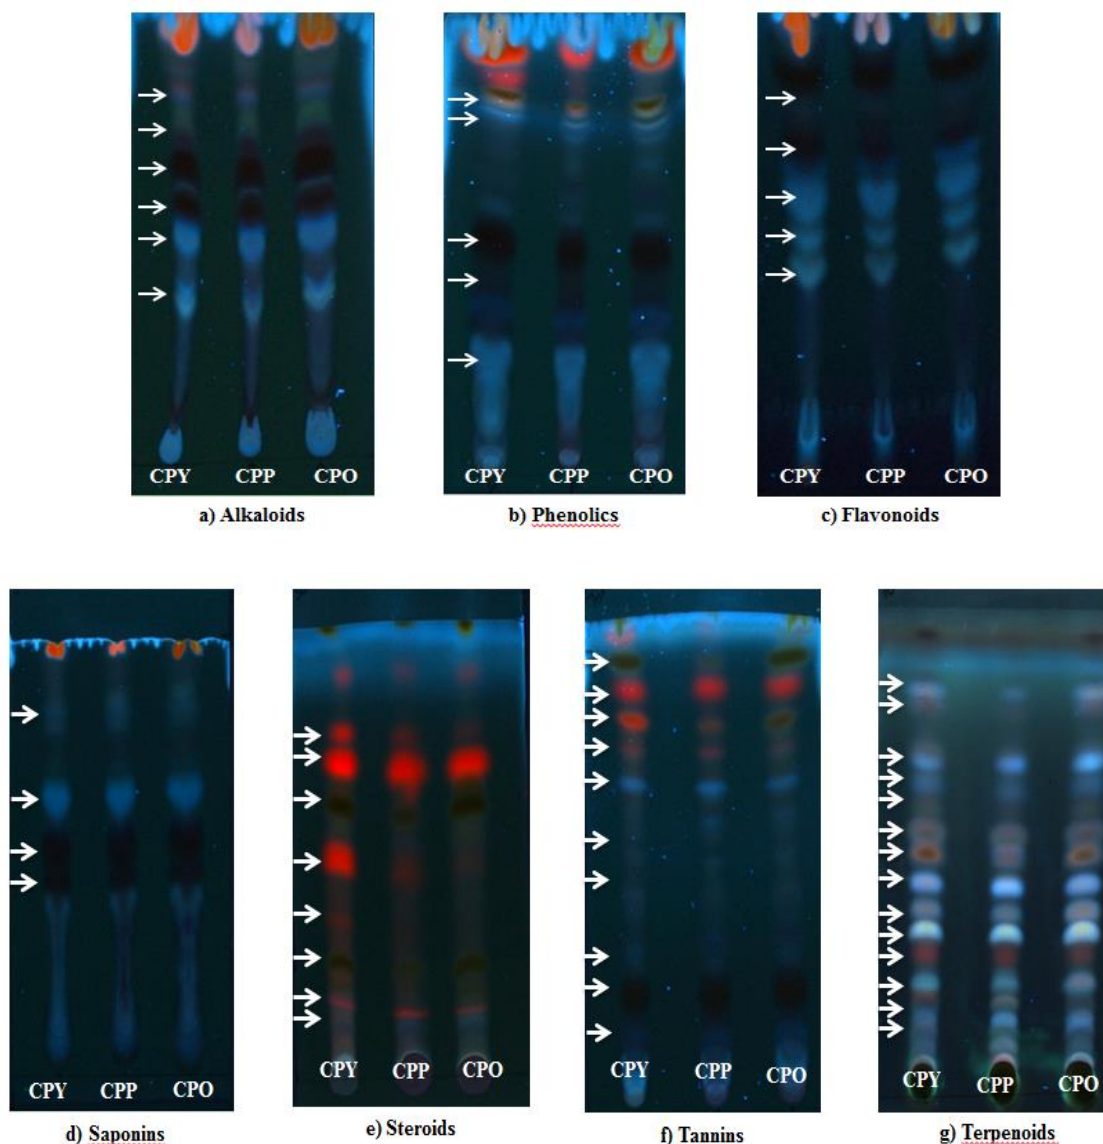 CPY CPP CPO
a) Alkaloids
CPY CPP CPO
b) Phenolics
CPY CPP CPO
c) Flavonoids
CPY CPP CPO
d) Saponins
CPY CPP CPO
e) Steroids
CPY CPP CPO
f) Tannins
CPY CPP CPO
g) Terpenoids